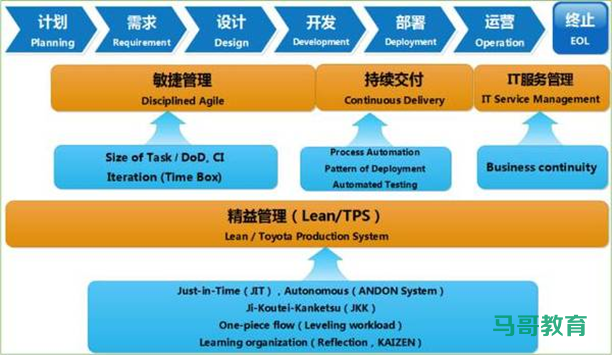 计划 需求 设计 开发 部署 运营 终止
Planning Requirement Design Development Deployment Operation EOL
敏捷管理 持续交付 IT服务管理
Disciplined Agile Continuous Delivery IT Service Management
Size of Task / DoD, CI
Iteration (Time Box)
Process Automation
Pattern of Deployment
Automated Testing
Business continuity
精益管理（Lean/TPS）
Lean / Toyota Production System
Just-in-Time（JIT），Autonomous（ANDON System）
Ji-Koutei-Kanketsu（JKK）
One-piece flow（Leveling workload）
Learning organization（Reflection，KAIZEN）
马哥教育